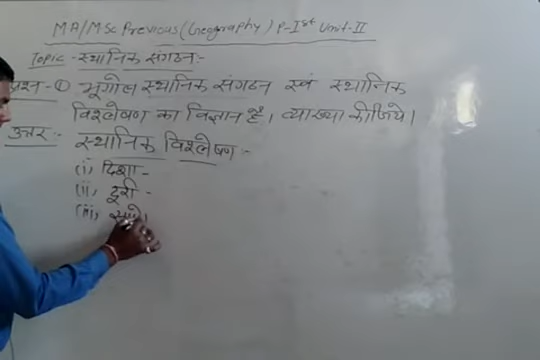 MA/MSc Previous (Geography) P-Ist Unit-II
Topic - स्थानिक संगठन :-
प्रश्न - ① भूगोल स्थानिक संगठन एवं स्थानिक
विश्लेषण का विज्ञान है। व्याख्या कीजिये।
उत्तर :- स्थानिक विश्लेषण :-
(i) दिशा -
(ii) दूरी -
(iii)